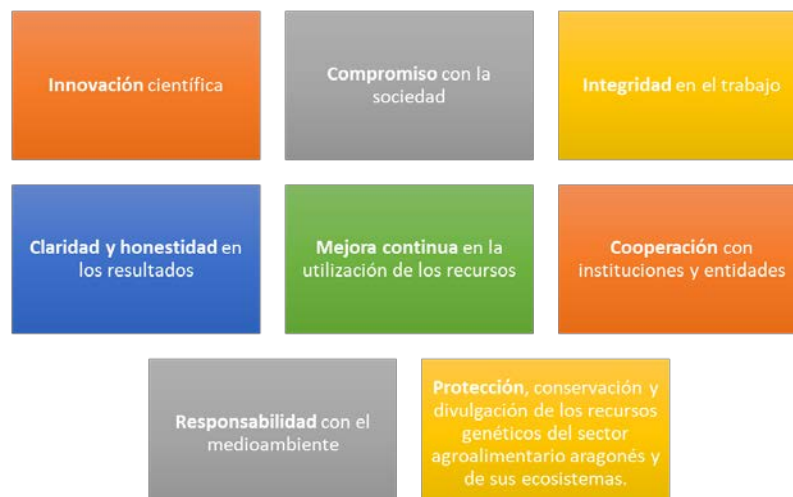 Innovación científica
Compromiso con la
sociedad
Integridad en el trabajo
Claridad y honestidad en
los resultados
Mejora continua en la
utilización de los recursos
Cooperación con
instituciones y entidades
Responsabilidad con el
medioambiente
Protección, conservación y
divulgación de los recursos
genéticos del sector
agroalimentario aragonés y
de sus ecosistemas.